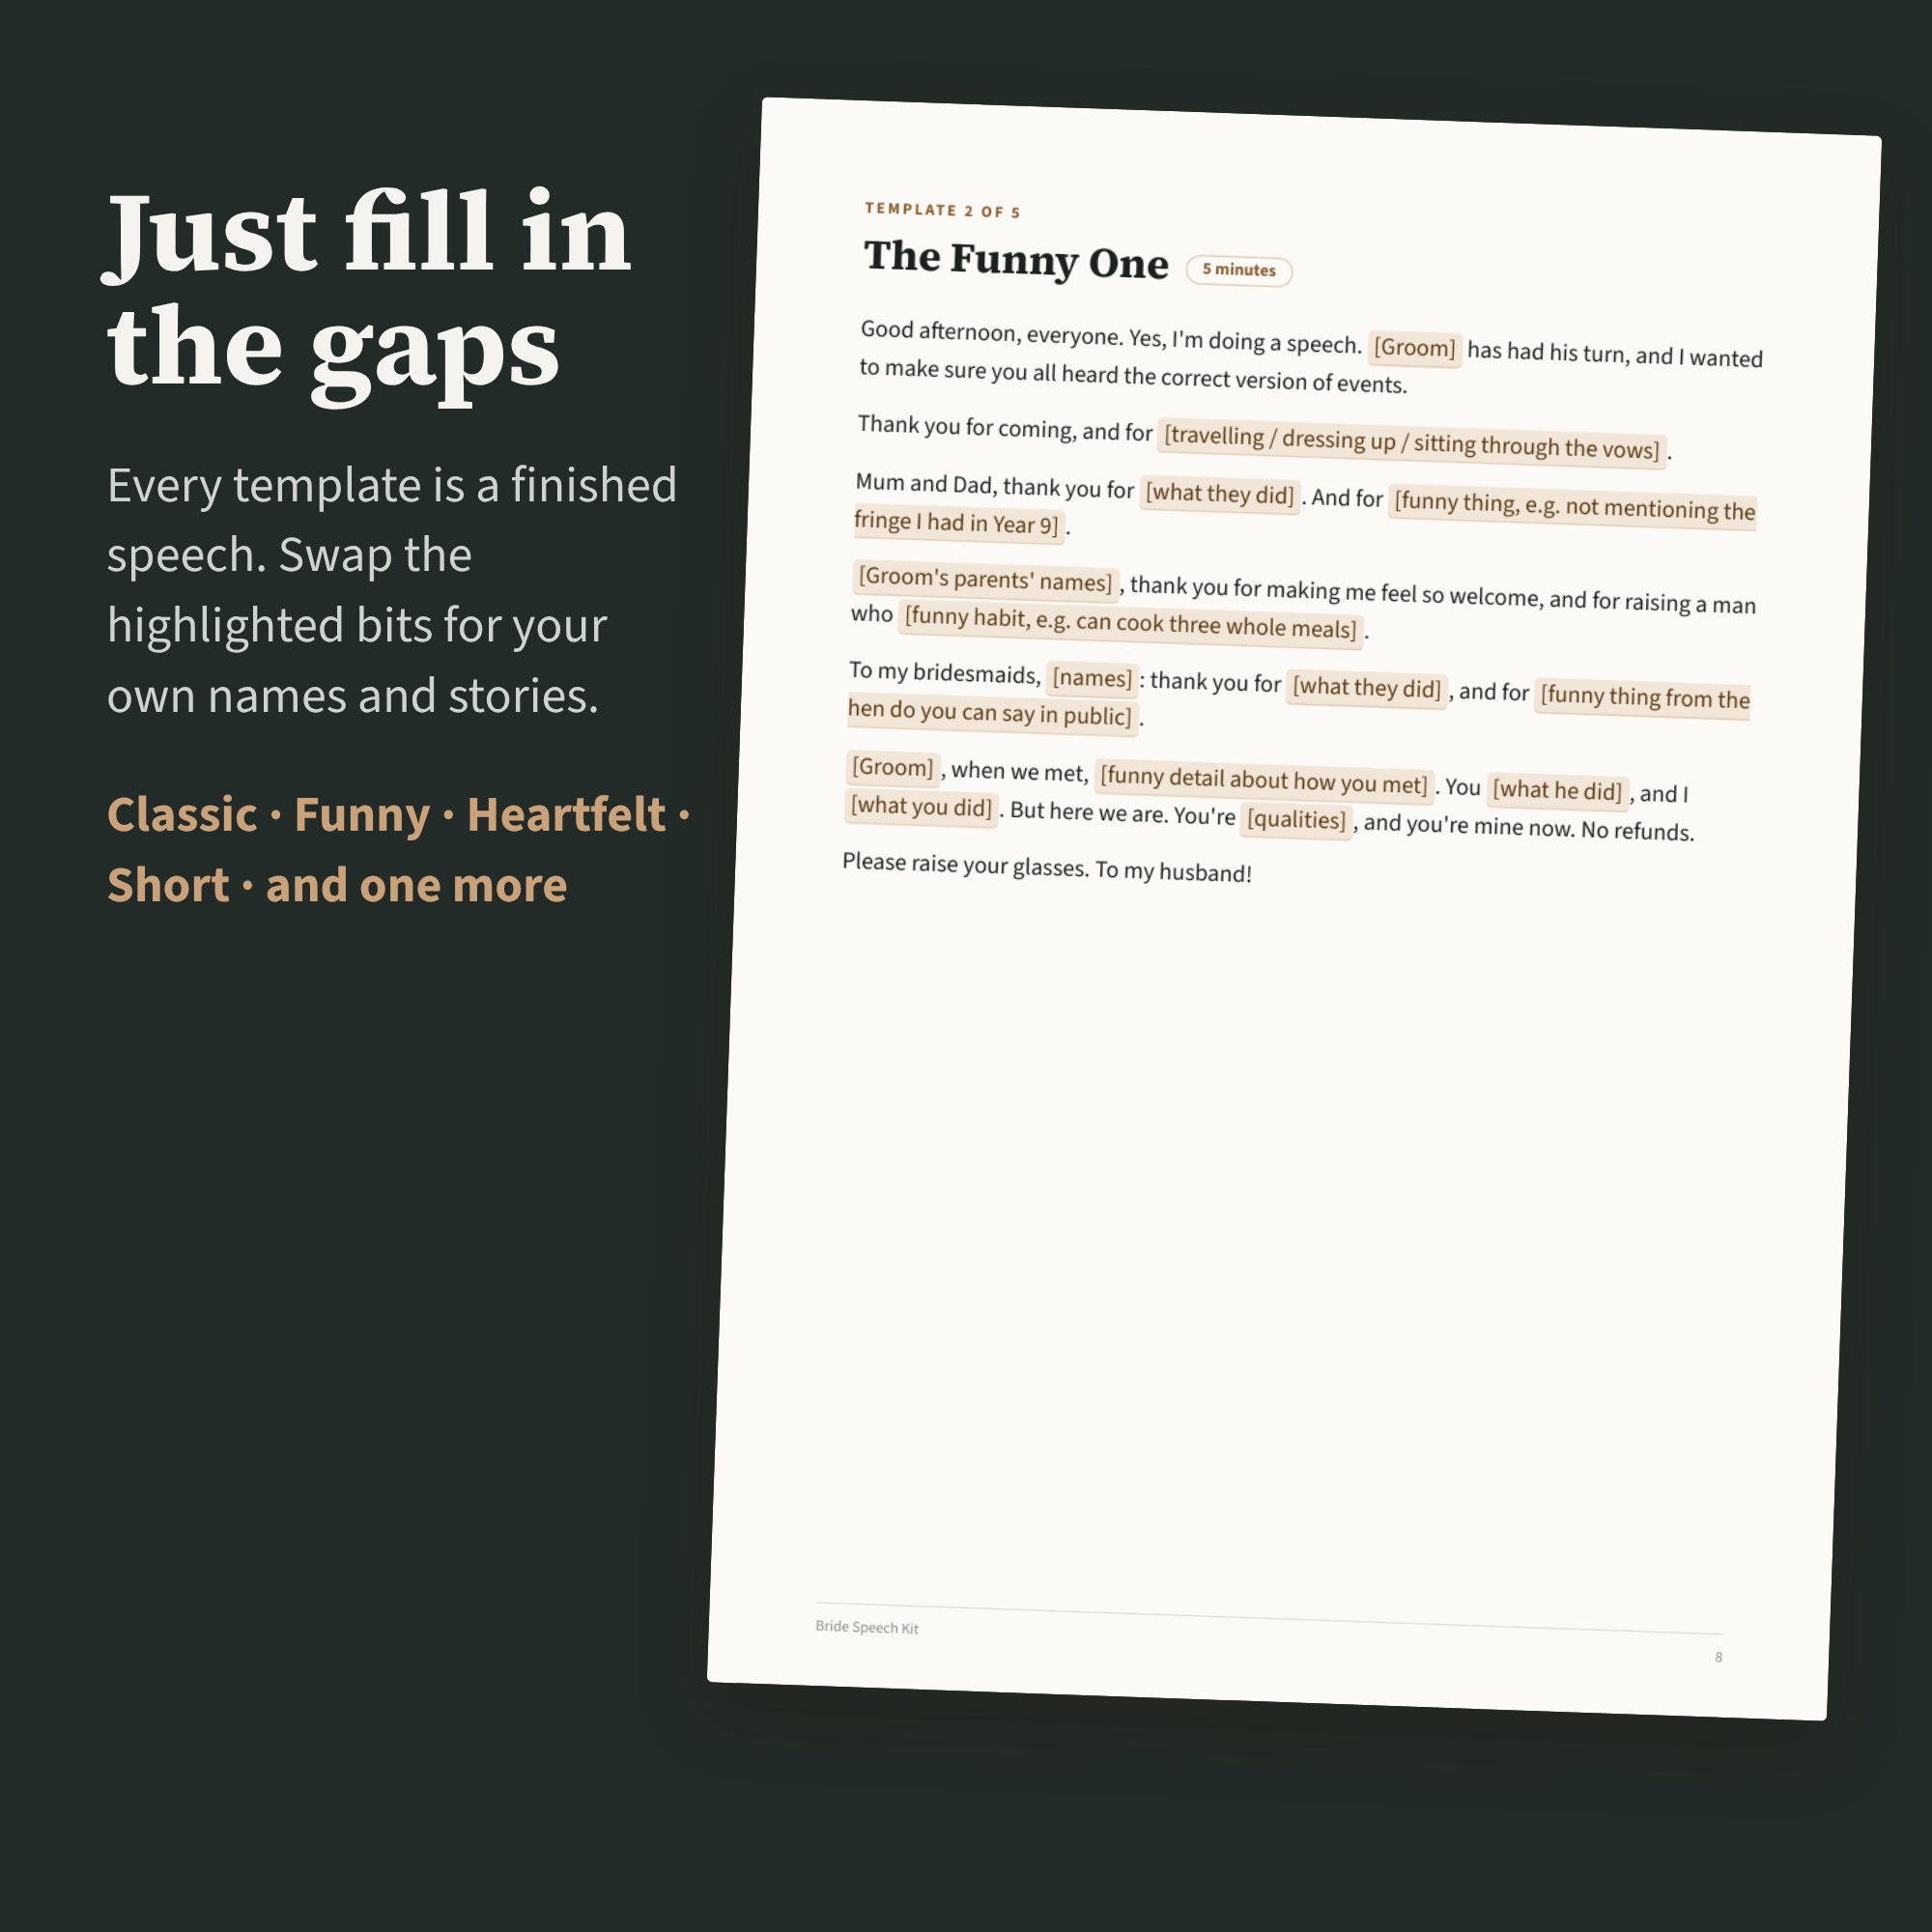 Just fill in
the gaps
Every template is a finished
speech. Swap the
highlighted bits for your
own names and stories.
Classic · Funny · Heartfelt ·
Short · and one more
TEMPLATE 2 OF 5
The Funny One 5 minutes
Good afternoon, everyone. Yes, I'm doing a speech. [Groom] has had his turn, and I wanted
to make sure you all heard the correct version of events.
Thank you for coming, and for [travelling / dressing up / sitting through the vows].
Mum and Dad, thank you for [what they did]. And for [funny thing, e.g. not mentioning the
fringe I had in Year 9].
[Groom's parents' names], thank you for making me feel so welcome, and for raising a man
who [funny habit, e.g. can cook three whole meals].
To my bridesmaids, [names]: thank you for [what they did], and for [funny thing from the
hen do you can say in public].
[Groom], when we met, [funny detail about how you met]. You [what he did], and I
[what you did]. But here we are. You're [qualities], and you're mine now. No refunds.
Please raise your glasses. To my husband!
Bride Speech Kit
8